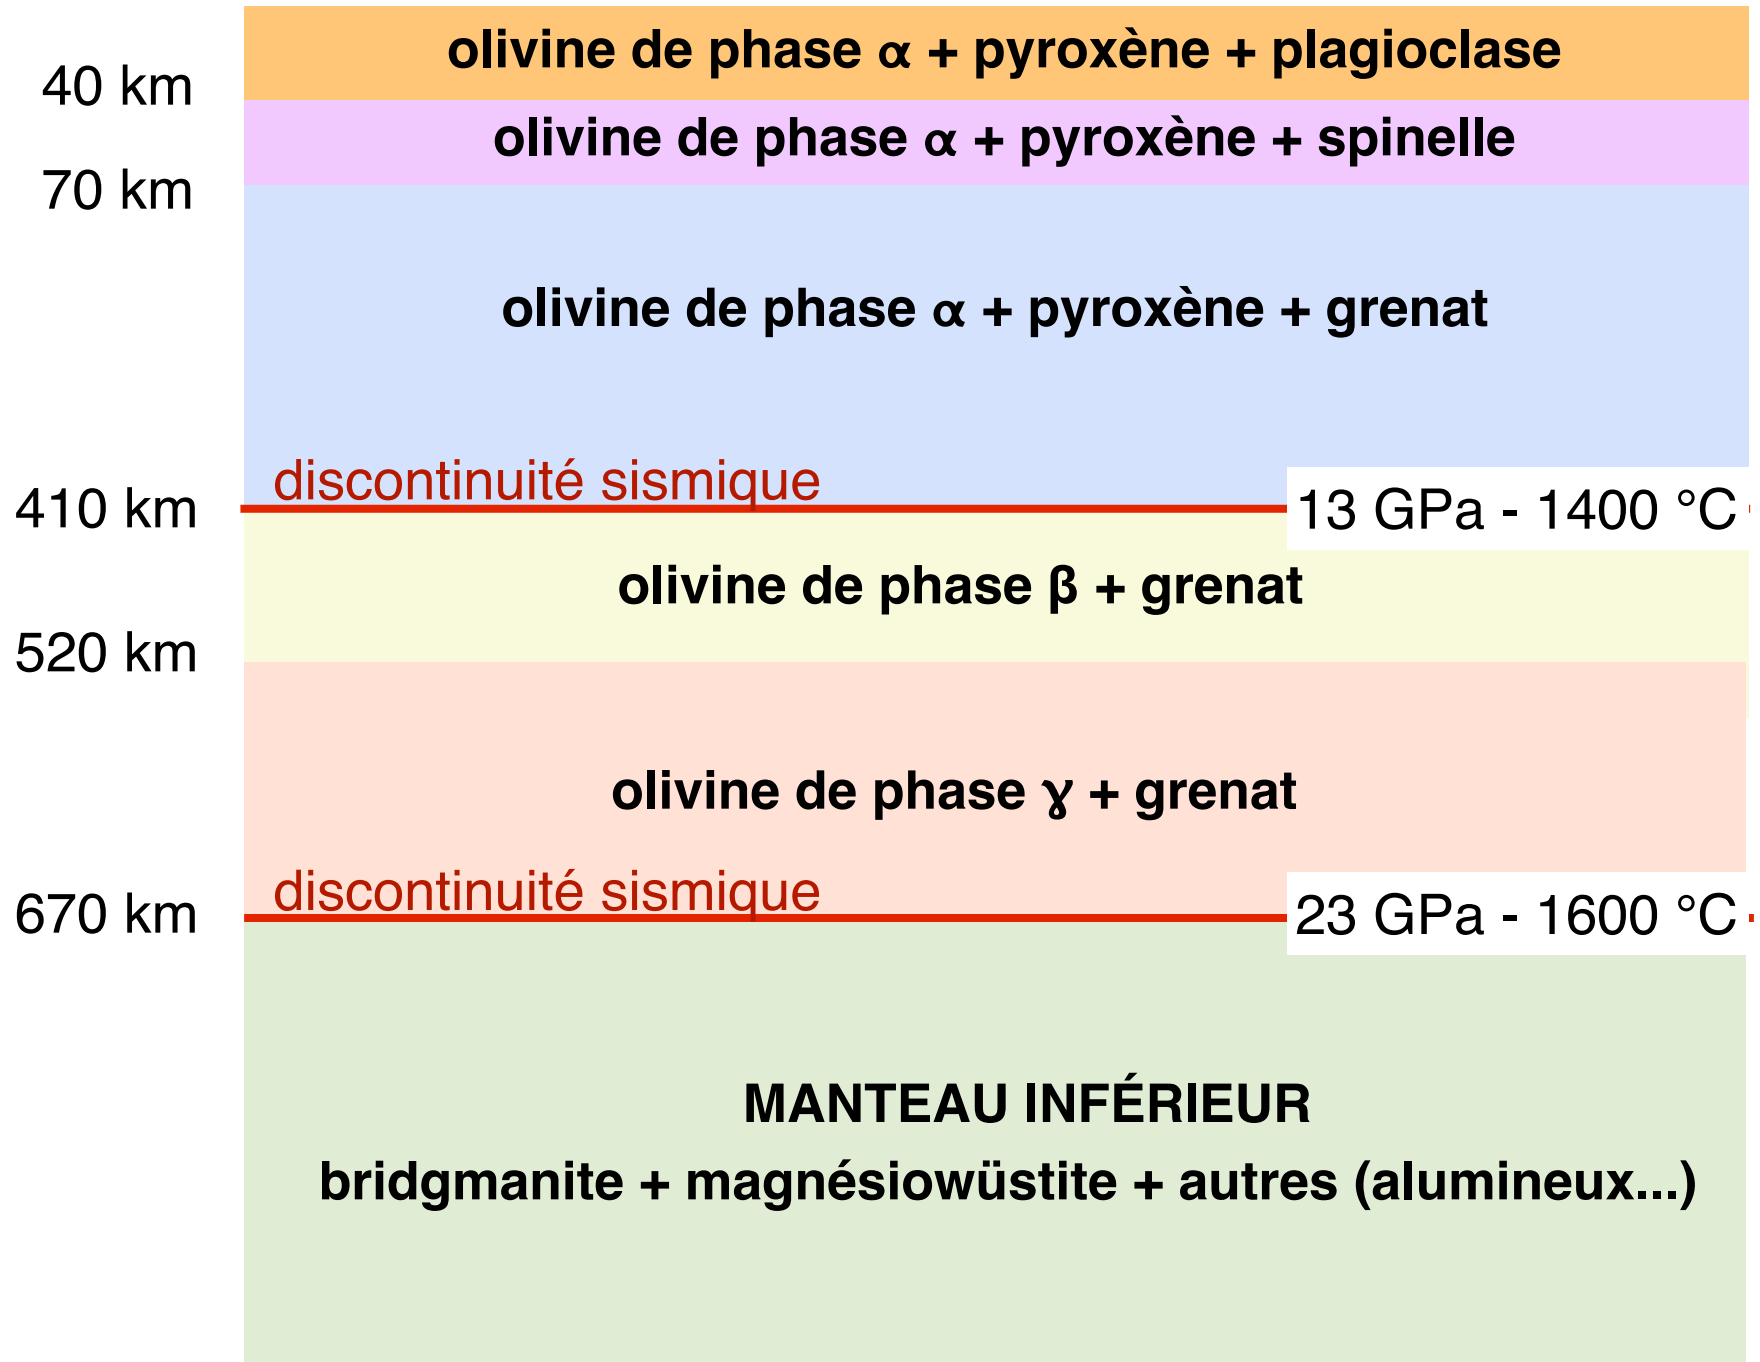 olivine de phase α + pyroxène + plagioclase
40 km
olivine de phase α + pyroxène + spinelle
70 km
olivine de phase α + pyroxène + grenat
discontinuité sismique
410 km
13 GPa - 1400 °C
olivine de phase β + grenat
520 km
olivine de phase ɣ + grenat
discontinuité sismique
670 km
23 GPa - 1600 °C
MANTEAU INFÉRIEUR
bridgmanite + magnésiowüstite + autres (alumineux...)